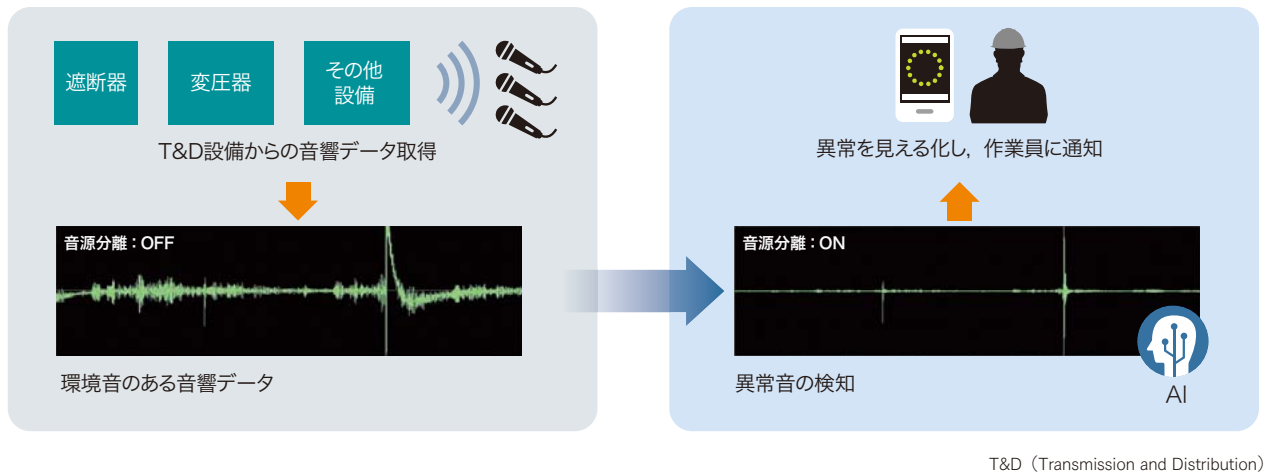 遮断器
変圧器
その他
設備
T&D設備からの音響データ取得
音源分離：OFF
環境音のある音響データ
異常を見える化し，作業員に通知
音源分離：ON
異常音の検知
AI
T&D（Transmission and Distribution）